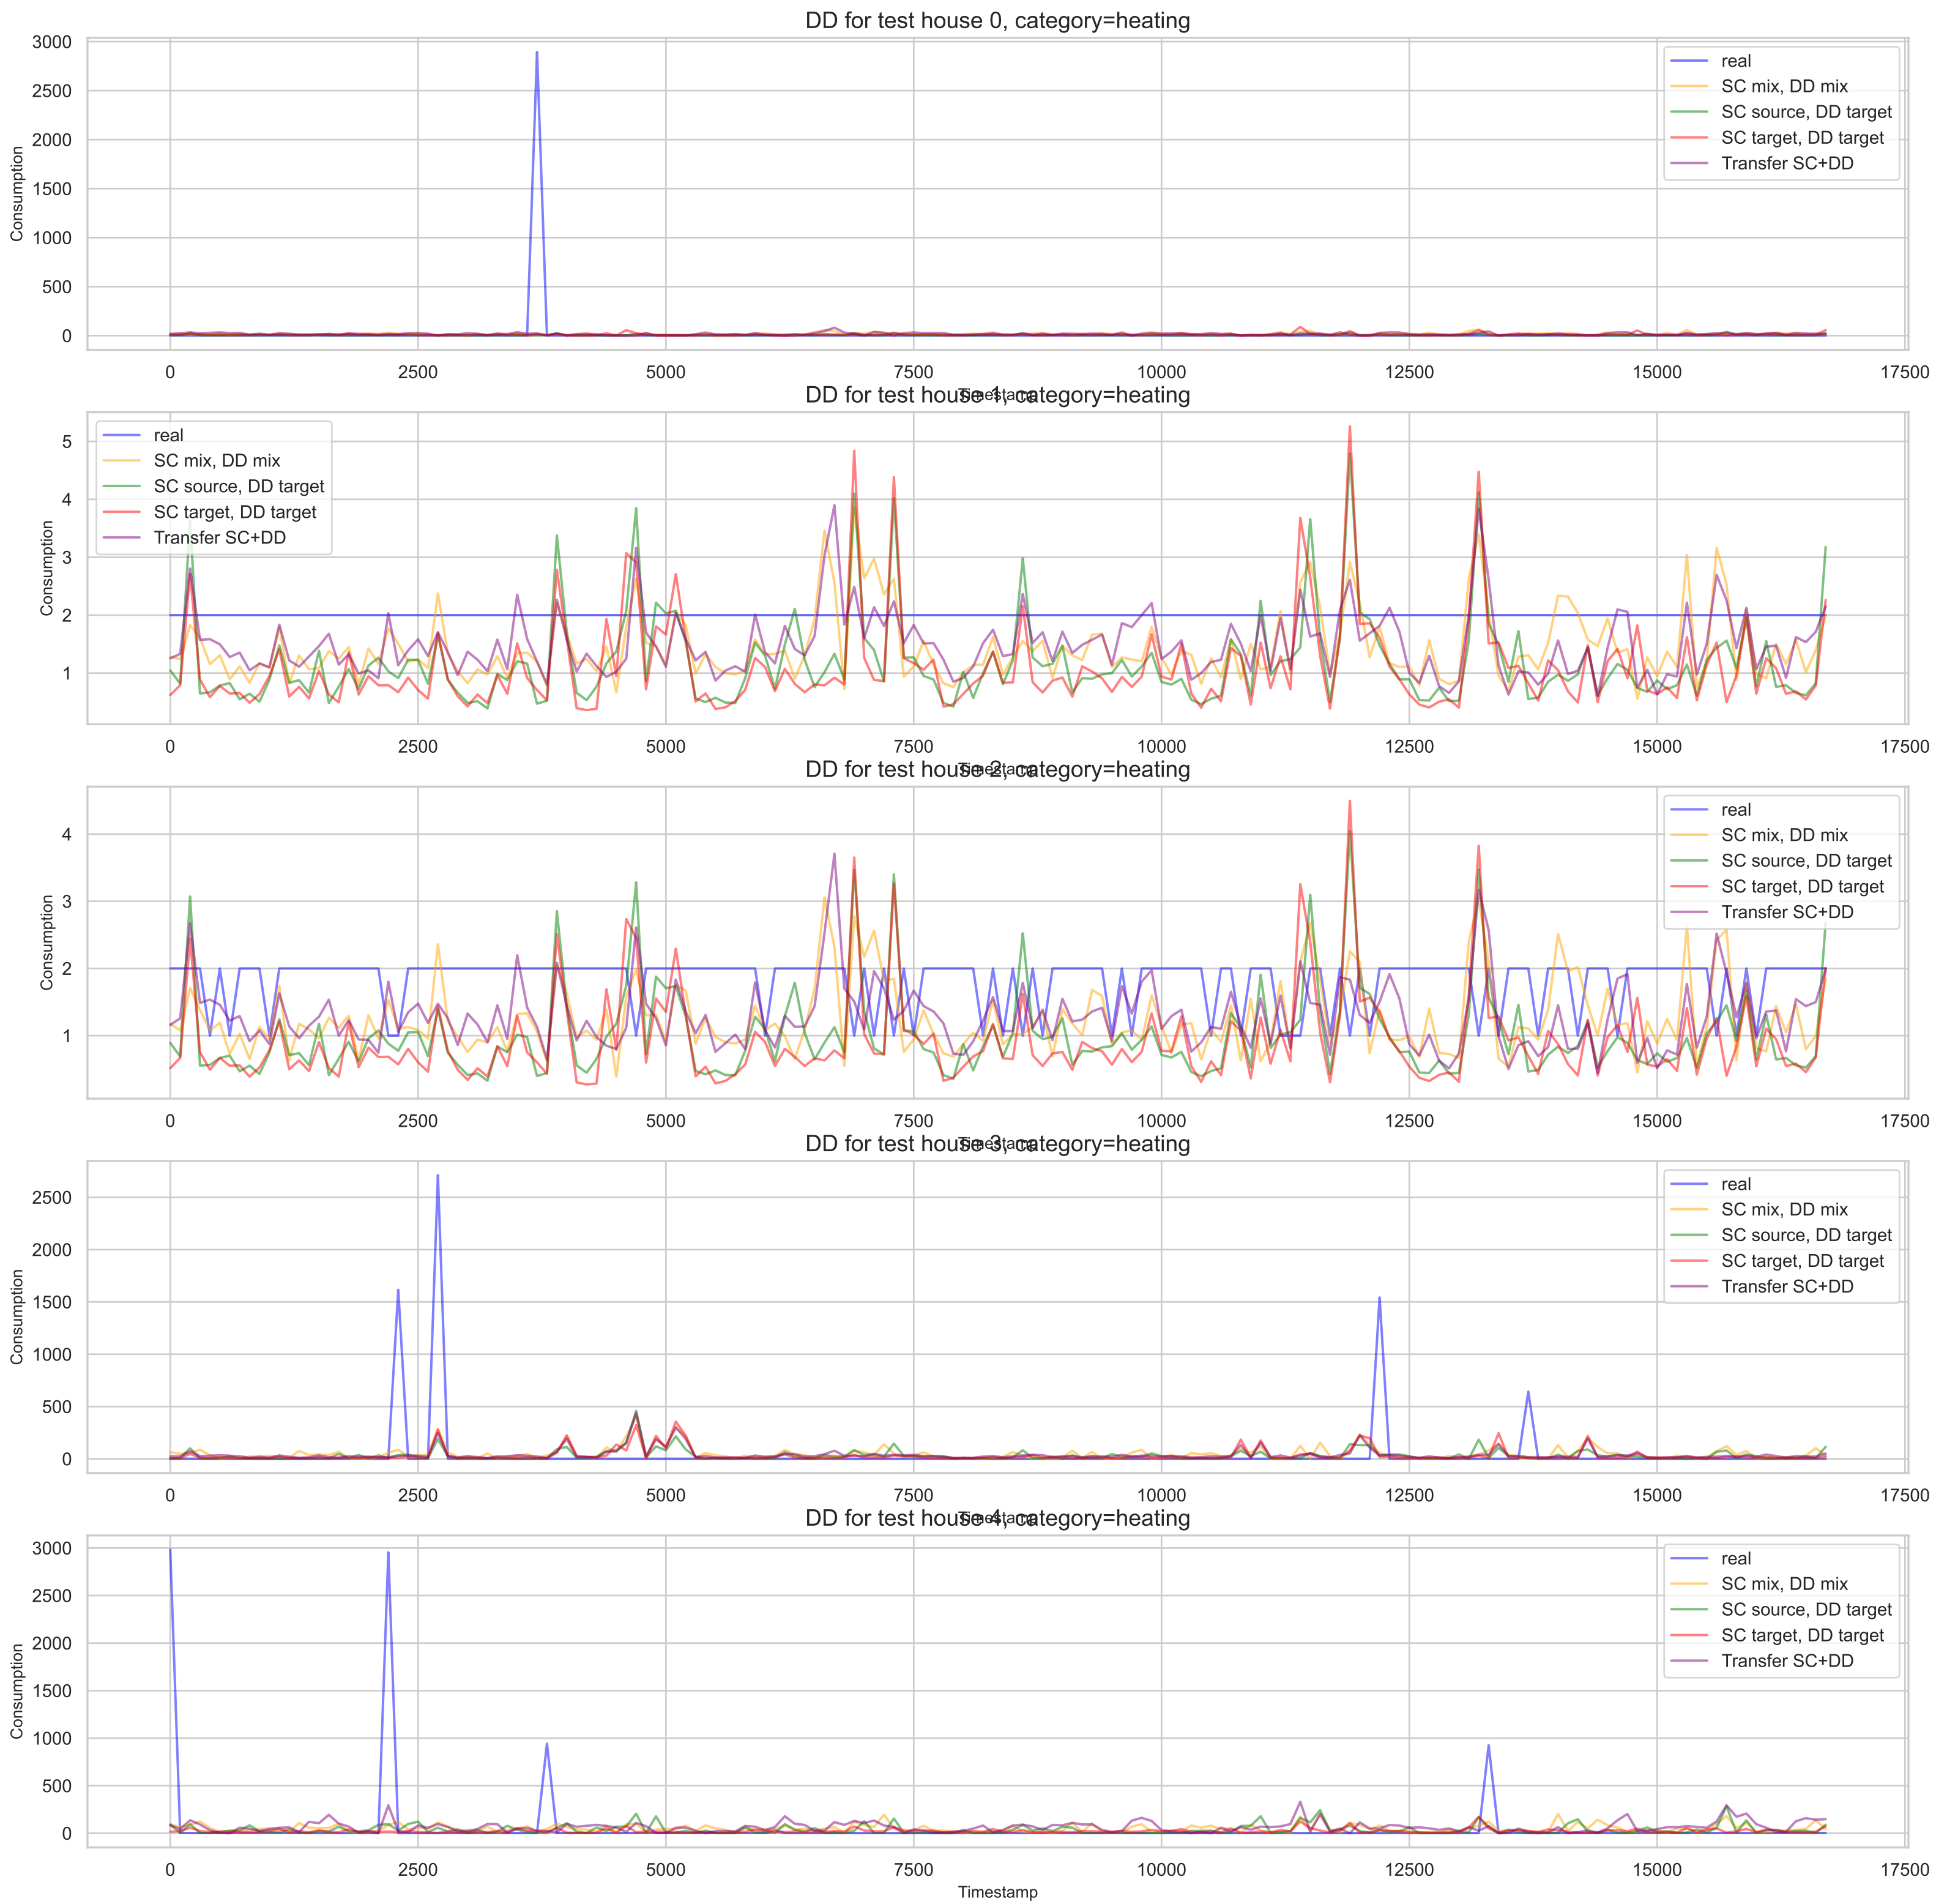 DD for test house 0, category=heating
3000
2500
2000
1500
1000
500
0
Consumption
real
SC mix, DD mix
SC source, DD target
SC target, DD target
Transfer SC+DD
0 2500 5000 7500 10000 12500 15000 17500
Timestamp
DD for test house 1, category=heating
5
4
3
2
1
Consumption
real
SC mix, DD mix
SC source, DD target
SC target, DD target
Transfer SC+DD
0 2500 5000 7500 10000 12500 15000 17500
Timestamp
DD for test house 2, category=heating
4
3
2
1
Consumption
real
SC mix, DD mix
SC source, DD target
SC target, DD target
Transfer SC+DD
0 2500 5000 7500 10000 12500 15000 17500
Timestamp
DD for test house 3, category=heating
2500
2000
1500
1000
500
0
Consumption
real
SC mix, DD mix
SC source, DD target
SC target, DD target
Transfer SC+DD
0 2500 5000 7500 10000 12500 15000 17500
Timestamp
DD for test house 4, category=heating
3000
2500
2000
1500
1000
500
0
Consumption
real
SC mix, DD mix
SC source, DD target
SC target, DD target
Transfer SC+DD
0 2500 5000 7500 10000 12500 15000 17500
Timestamp